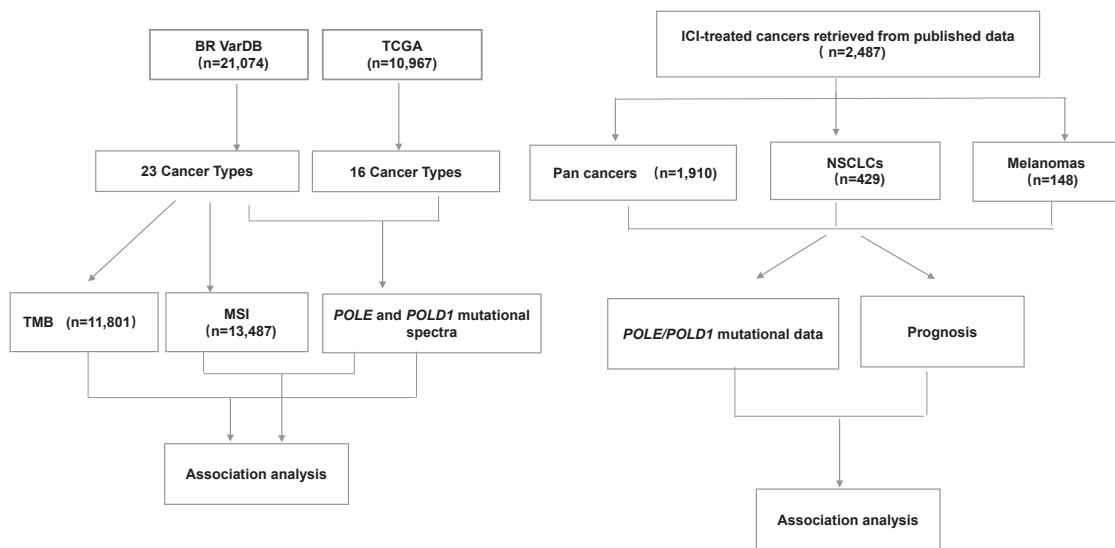 BR VarDB
(n=21,074)
TCGA
(n=10,967)
23 Cancer Types
16 Cancer Types
TMB (n=11,801)
MSI
(n=13,487)
POLE and POLD1 mutational
spectra
Association analysis
ICI-treated cancers retrieved from published data
( n=2,487)
Pan cancers (n=1,910)
NSCLCs
(n=429)
Melanomas
(n=148)
POLE/POLD1 mutational data
Prognosis
Association analysis